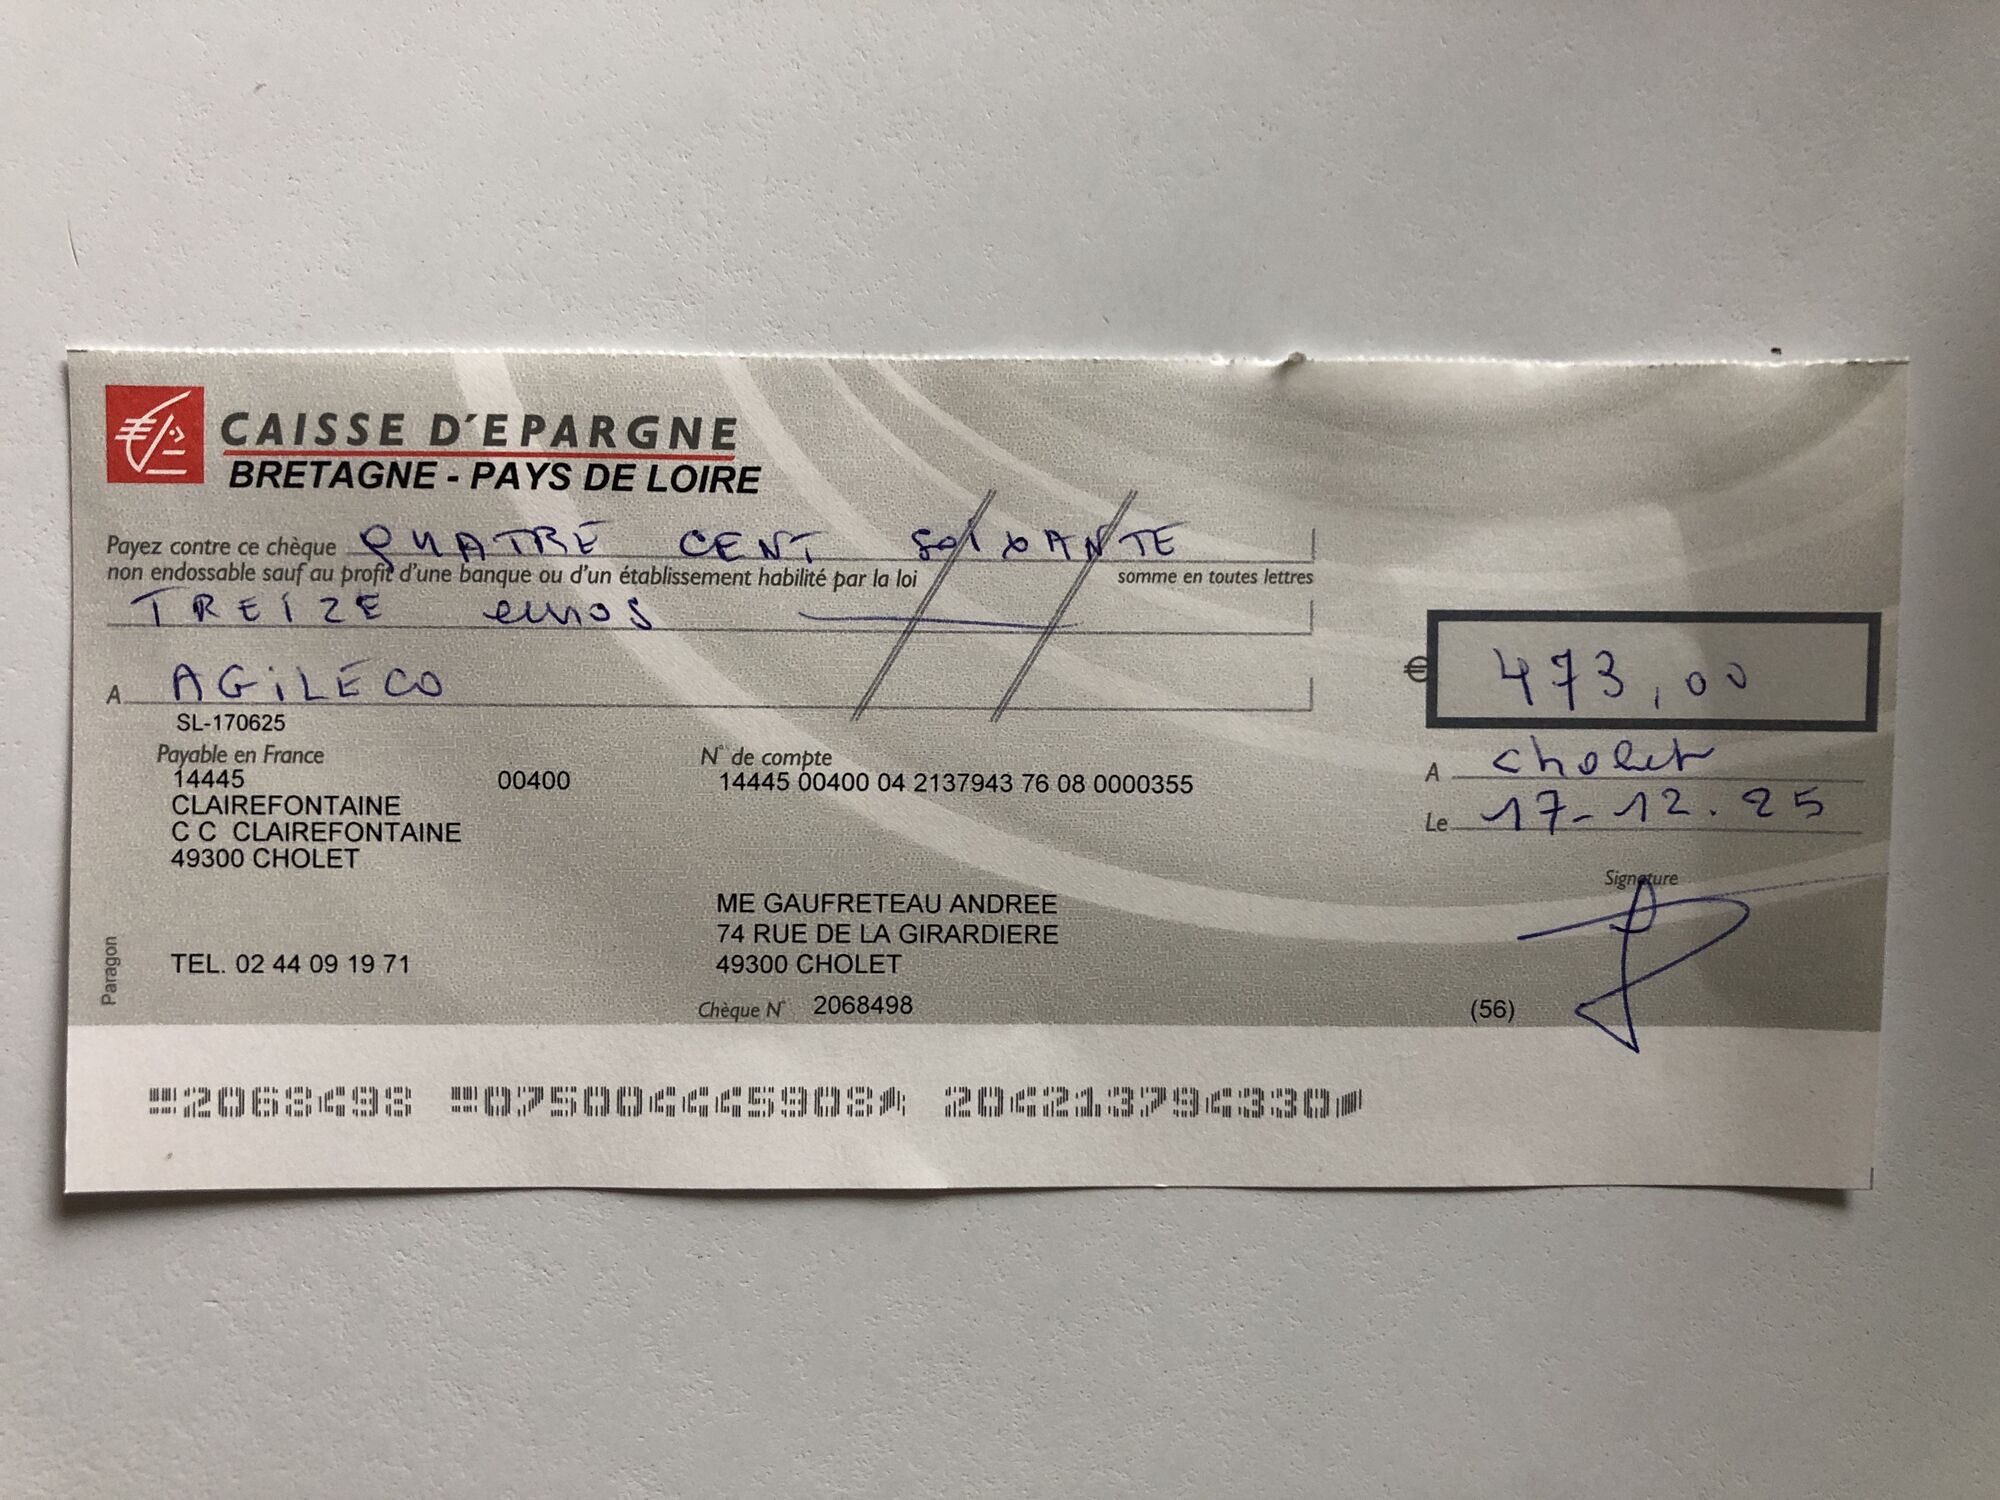 CAISSE D'EPARGNE
BRETAGNE - PAYS DE LOIRE
Payez contre ce chèque QUATRE CENT SOIXANTE
non endossable sauf au profit d'une banque ou d'un établissement habilité par la loi somme en toutes lettres
TREIZE euros
€ 473,00
A AGILECO
SL-170625
A Cholet
Le 17-12.25
Payable en France N° de compte
14445 00400 14445 00400 04 2137943 76 08 0000355
CLAIREFONTAINE
C C CLAIREFONTAINE
49300 CHOLET
Signature
ME GAUFRETEAU ANDREE
74 RUE DE LA GIRARDIERE
TEL. 02 44 09 19 71 49300 CHOLET
Chèque N° 2068498 (56)
Paragon
2068498 075004445908 204213794330